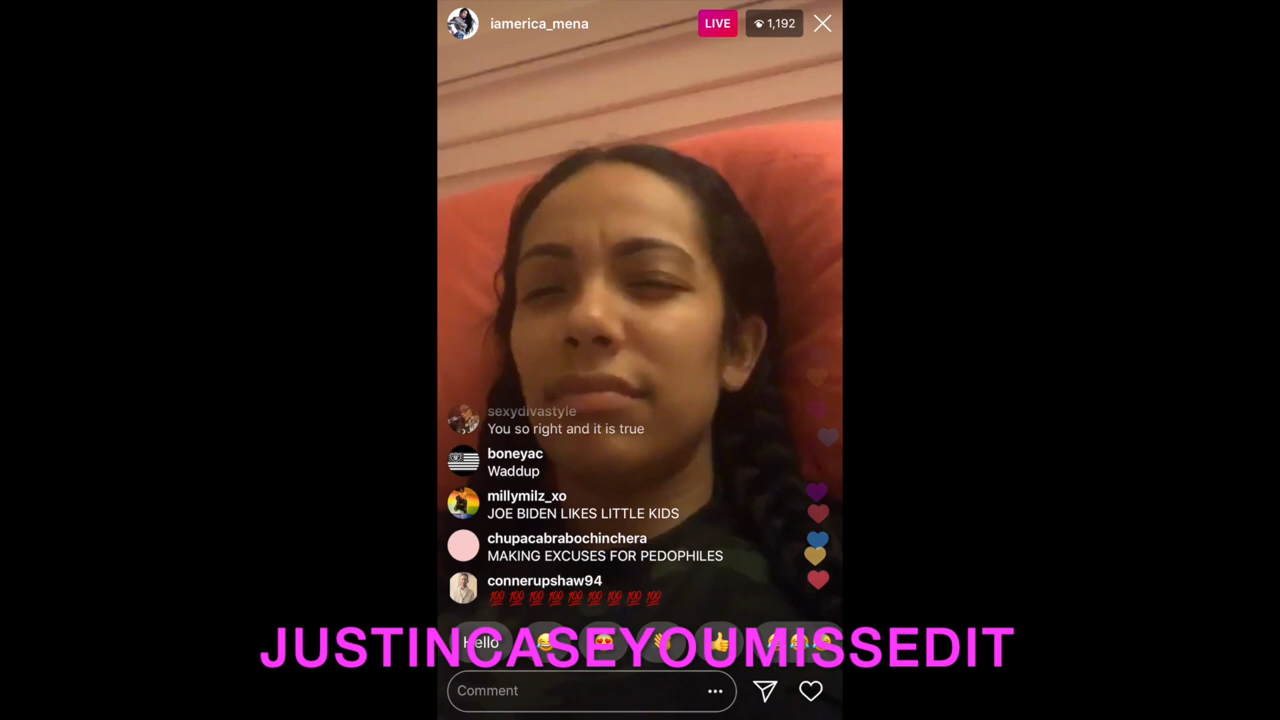 iamerica_mena
LIVE
1,192
sexydivastyle
You so right and it is true
boneyac
Waddup
millymilz_xo
JOE BIDEN LIKES LITTLE KIDS
chupacabrabochinchera
MAKING EXCUSES FOR PEDOPHILES
connerupshaw94
💯 💯 💯 💯 💯 💯 💯 💯 💯
Hello
JUSTINCASEYOUMISSEDIT
Comment